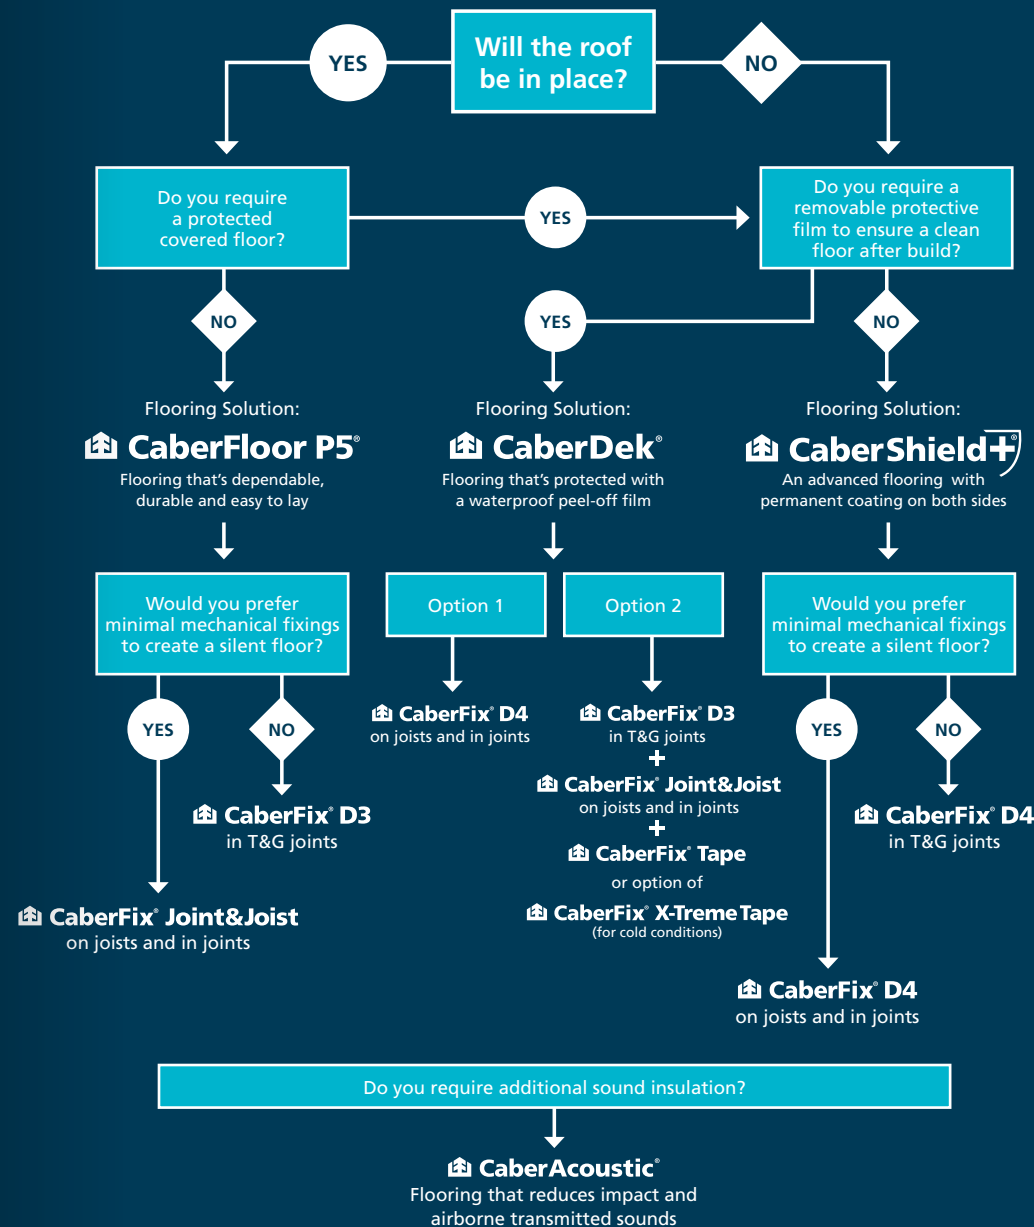 Will the roof
be in place?
YES
NO
Do you require
a protected
covered floor?
YES
Do you require a
removable protective
film to ensure a clean
floor after build?
NO
YES
NO
Flooring Solution:
CaberFloor P5®
Flooring that's dependable,
durable and easy to lay
Flooring Solution:
CaberDek®
Flooring that's protected with
a waterproof peel-off film
Flooring Solution:
CaberShield+®
An advanced flooring with
permanent coating on both sides
Would you prefer
minimal mechanical fixings
to create a silent floor?
Option 1
Option 2
Would you prefer
minimal mechanical fixings
to create a silent floor?
YES
NO
CaberFix® D3
in T&G joints
CaberFix® Joint&Joist
on joists and in joints
CaberFix® D4
on joists and in joints
CaberFix® D3
in T&G joints
+
CaberFix® Joint&Joist
on joists and in joints
+
CaberFix® Tape
or option of
CaberFix® X-Treme Tape
(for cold conditions)
YES
NO
CaberFix® D4
in T&G joints
CaberFix® D4
on joists and in joints
Do you require additional sound insulation?
CaberAcoustic®
Flooring that reduces impact and
airborne transmitted sounds